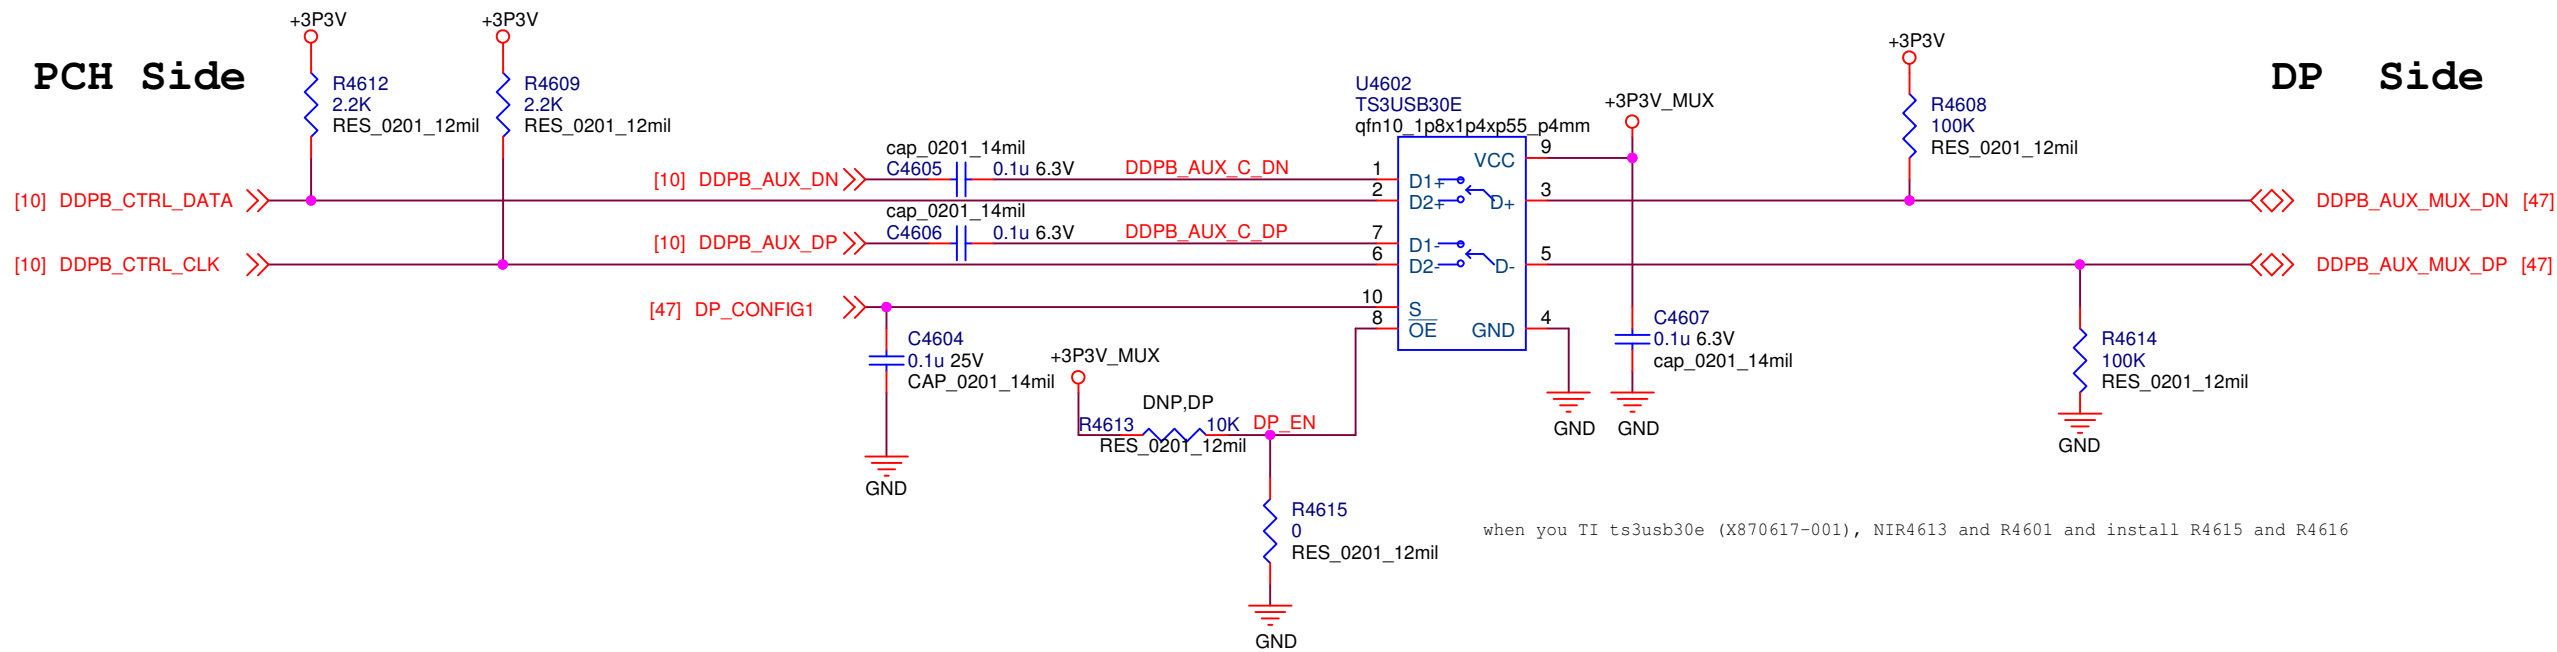 PCH Side
DP Side
+3P3V
R4612
2.2K
RES_0201_12mil
+3P3V
R4609
2.2K
RES_0201_12mil
[10] DDPB_CTRL_DATA
[10] DDPB_CTRL_CLK
cap_0201_14mil
C4605 0.1u 6.3V
[10] DDPB_AUX_DN
DDPB_AUX_C_DN
cap_0201_14mil
C4606 0.1u 6.3V
[10] DDPB_AUX_DP
DDPB_AUX_C_DP
[47] DP_CONFIG1
C4604
0.1u 25V
CAP_0201_14mil
GND
+3P3V_MUX
DNP,DP
R4613 10K
RES_0201_12mil
DP_EN
R4615
0
RES_0201_12mil
GND
U4602
TS3USB30E
qfn10_1p8x1p4xp55_p4mm
1 D1+
2 D2+
7 D1-
6 D2-
10 S
8 OE
VCC 9
D+ 3
D- 5
GND 4
GND
+3P3V_MUX
C4607
0.1u 6.3V
cap_0201_14mil
GND
+3P3V
R4608
100K
RES_0201_12mil
DDPB_AUX_MUX_DN [47]
DDPB_AUX_MUX_DP [47]
R4614
100K
RES_0201_12mil
GND
when you TI ts3usb30e (X870617-001), NIR4613 and R4601 and install R4615 and R4616